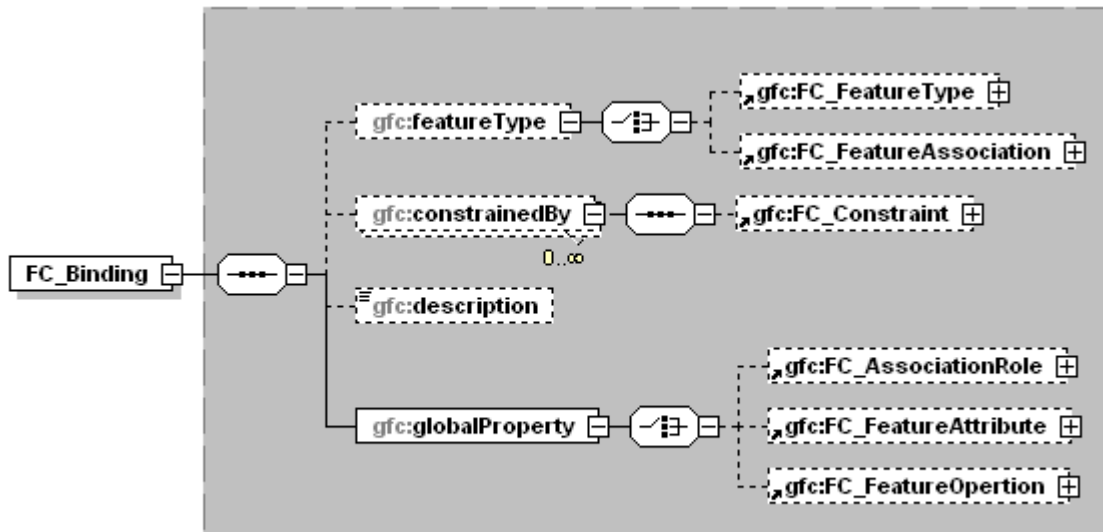 gfc:FC_FeatureType
gfc:featureType
gfc:FC_FeatureAssociation
gfc:constrainedBy
gfc:FC_Constraint
0..∞
FC_Binding
gfc:description
gfc:FC_AssociationRole
gfc:globalProperty
gfc:FC_FeatureAttribute
gfc:FC_FeatureOpertion